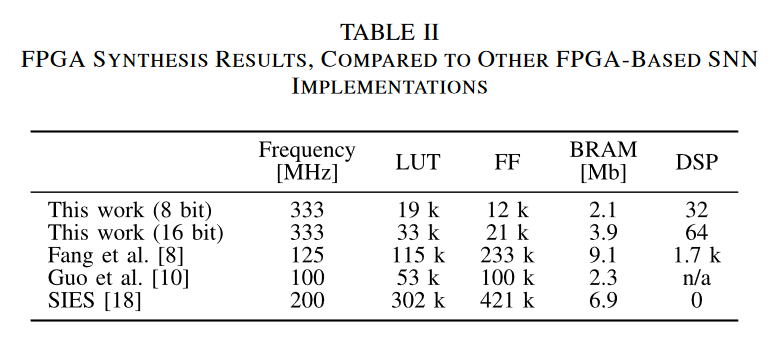 TABLE II
FPGA SYNTHESIS RESULTS, COMPARED TO OTHER FPGA-BASED SNN
IMPLEMENTATIONS
Frequency [MHz] LUT FF BRAM [Mb] DSP
This work (8 bit) 333 19 k 12 k 2.1 32
This work (16 bit) 333 33 k 21 k 3.9 64
Fang et al. [8] 125 115 k 233 k 9.1 1.7 k
Guo et al. [10] 100 53 k 100 k 2.3 n/a
SIES [18] 200 302 k 421 k 6.9 0